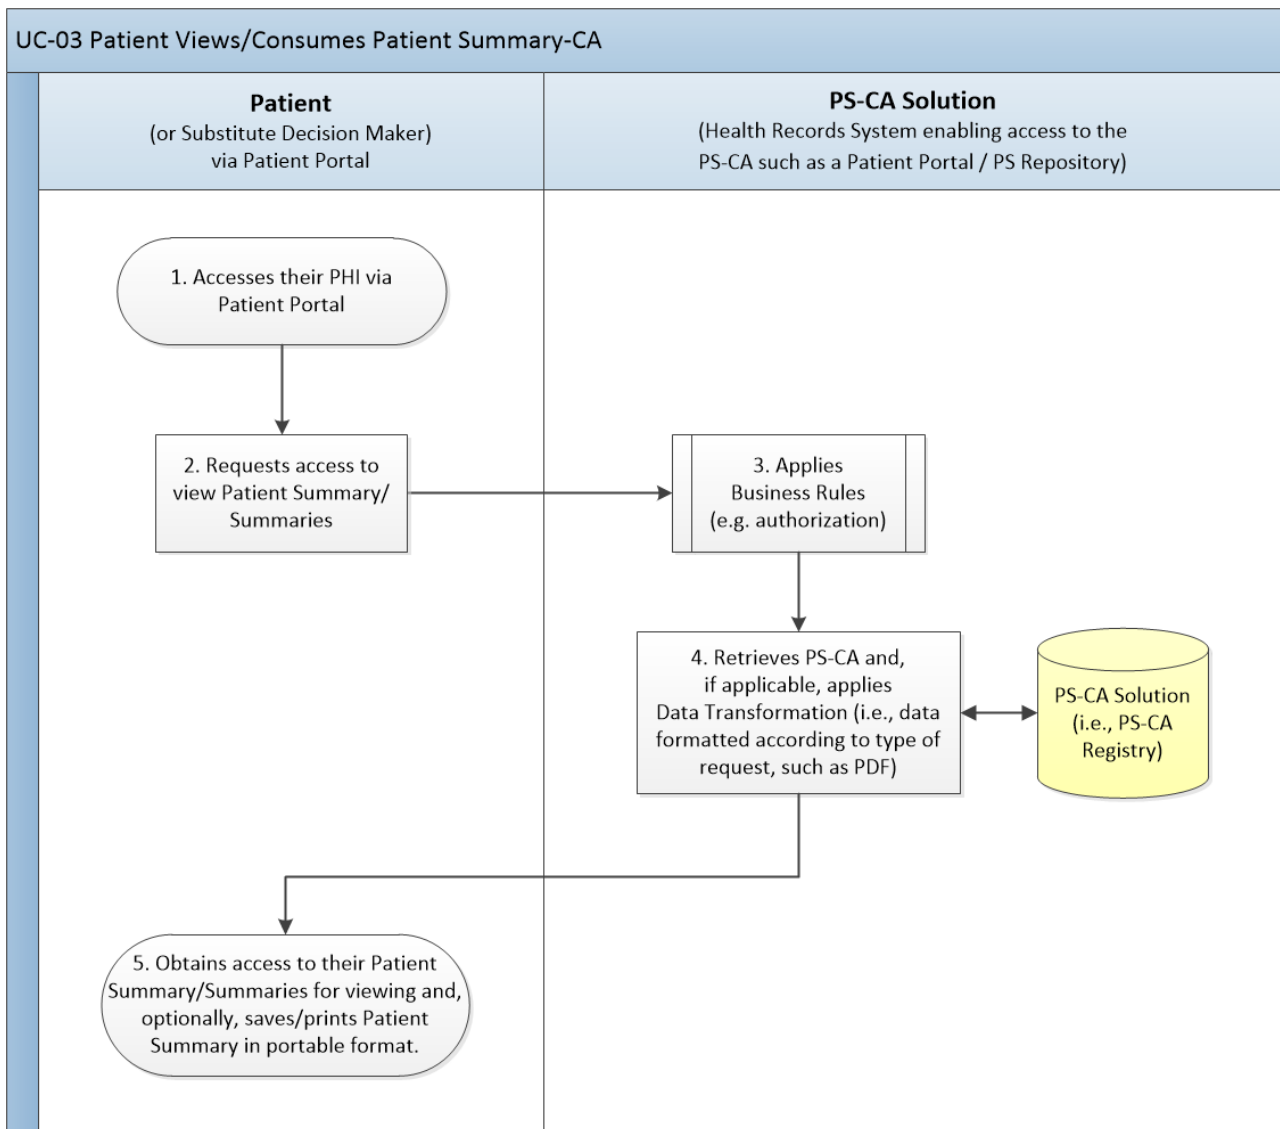 UC-03 Patient Views/Consumes Patient Summary-CA
Patient
(or Substitute Decision Maker)
via Patient Portal
PS-CA Solution
(Health Records System enabling access to the
PS-CA such as a Patient Portal / PS Repository)
1. Accesses their PHI via
Patient Portal
2. Requests access to
view Patient Summary/
Summaries
3. Applies
Business Rules
(e.g. authorization)
4. Retrieves PS-CA and,
if applicable, applies
Data Transformation (i.e., data
formatted according to type of
request, such as PDF)
PS-CA Solution
(i.e., PS-CA
Registry)
5. Obtains access to their Patient
Summary/Summaries for viewing and,
optionally, saves/prints Patient
Summary in portable format.